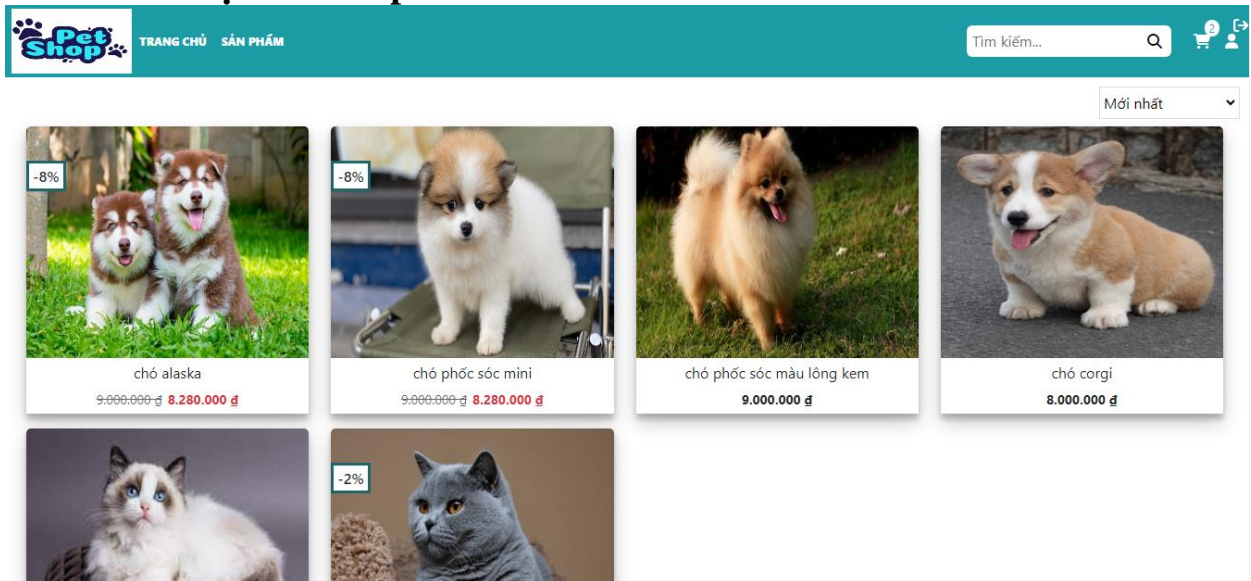 Pet
Shop
TRANG CHỦ SẢN PHẨM
Tìm kiếm...
2
Mới nhất
-8%
-8%
chó alaska
9.000.000 ₫ 8.280.000 ₫
chó phốc sóc mini
9.000.000 ₫ 8.280.000 ₫
chó phốc sóc màu lông kem
9.000.000 ₫
chó corgi
8.000.000 ₫
-2%